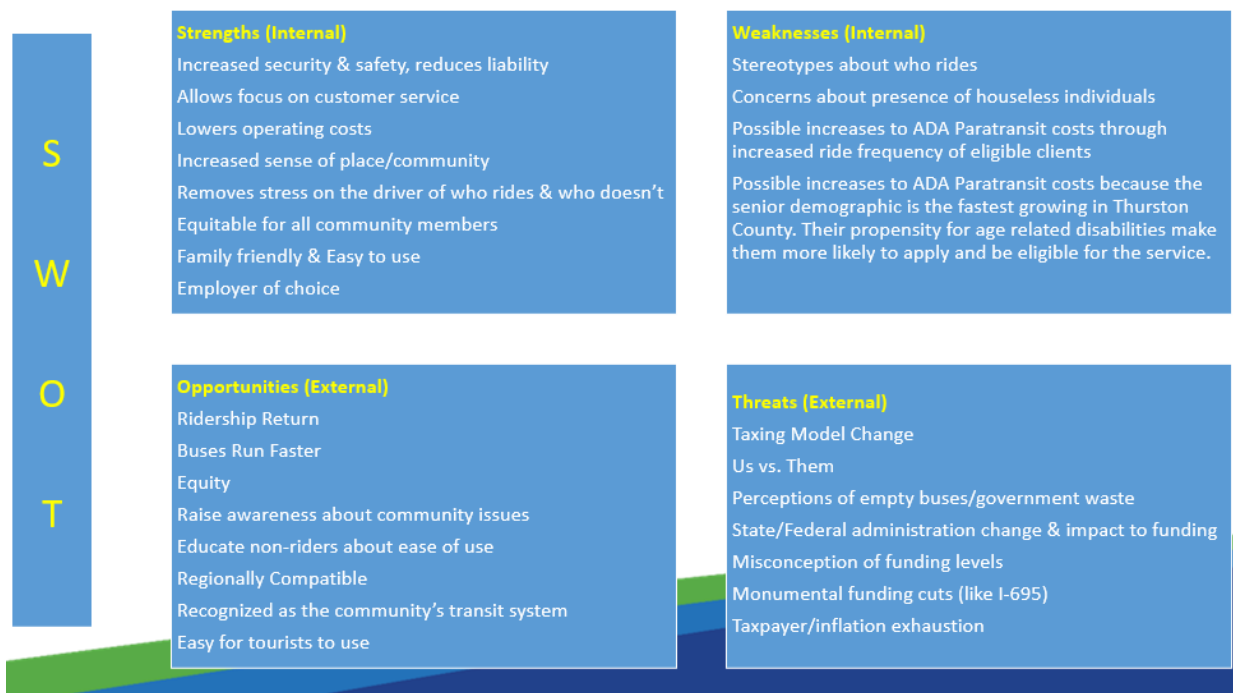 S
W
O
T
Strengths (Internal)
Increased security & safety, reduces liability
Allows focus on customer service
Lowers operating costs
Increased sense of place/community
Removes stress on the driver of who rides & who doesn’t
Equitable for all community members
Family friendly & Easy to use
Employer of choice
Weaknesses (Internal)
Stereotypes about who rides
Concerns about presence of houseless individuals
Possible increases to ADA Paratransit costs through
increased ride frequency of eligible clients
Possible increases to ADA Paratransit costs because the
senior demographic is the fastest growing in Thurston
County. Their propensity for age related disabilities make
them more likely to apply and be eligible for the service.
Opportunities (External)
Ridership Return
Buses Run Faster
Equity
Raise awareness about community issues
Educate non-riders about ease of use
Regionally Compatible
Recognized as the community’s transit system
Easy for tourists to use
Threats (External)
Taxing Model Change
Us vs. Them
Perceptions of empty buses/government waste
State/Federal administration change & impact to funding
Misconception of funding levels
Monumental funding cuts (like I-695)
Taxpayer/inflation exhaustion